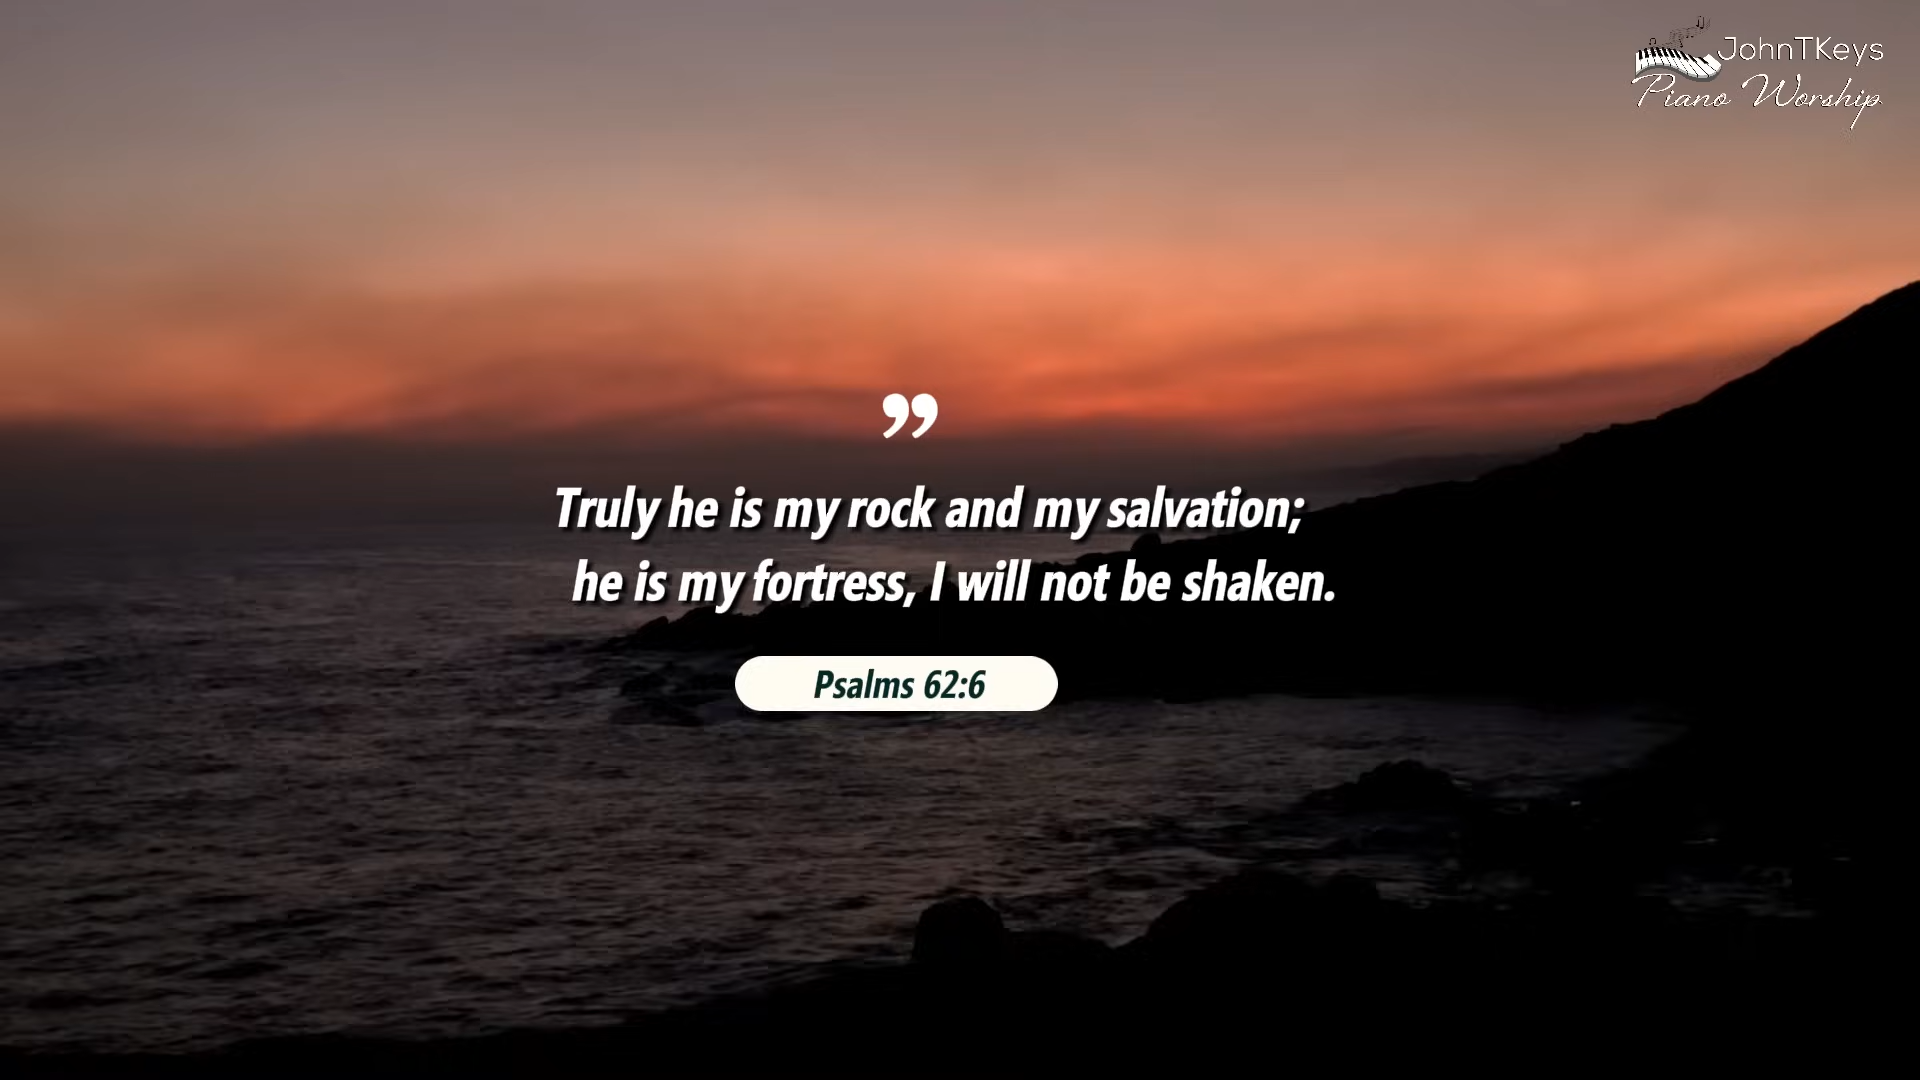 JohnTKeys
Piano Worship
”
Truly he is my rock and my salvation;
he is my fortress, I will not be shaken.
Psalms 62:6